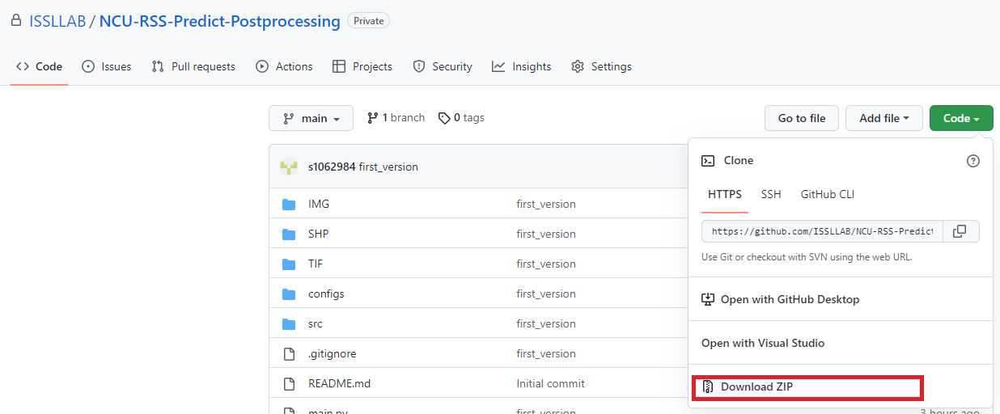 ISSLLAB / NCU-RSS-Predict-Postprocessing Private
Code Issues Pull requests Actions Projects Security Insights Settings
main 1 branch 0 tags Go to file Add file Code
s1062984 first_version
IMG first_version
SHP first_version
TIF first_version
configs first_version
src first_version
.gitignore first_version
README.md Initial commit
main.py first_version
3 hours ago
Clone
HTTPS SSH GitHub CLI
https://github.com/ISSLLAB/NCU-RSS-Predict
Use Git or checkout with SVN using the web URL.
Open with GitHub Desktop
Open with Visual Studio
Download ZIP